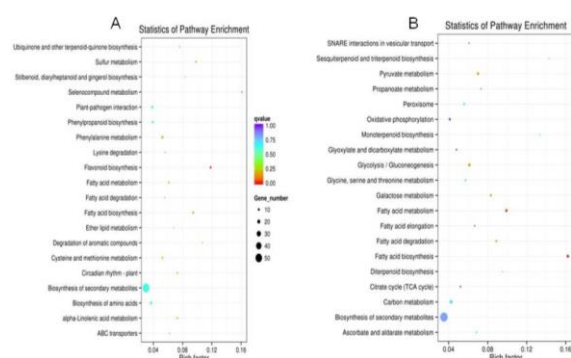 A
Statistics of Pathway Enrichment
Ubiquinone and other terpenoid-quinone biosynthesis
Sulfur metabolism
Stilbenoid, diarylheptanoid and gingerol biosynthesis
Selenocompound metabolism
Plant-pathogen interaction
Phenylpropanoid biosynthesis
Phenylalanine metabolism
Lysine degradation
Flavonoid biosynthesis
Fatty acid metabolism
Fatty acid degradation
Fatty acid biosynthesis
Ether lipid metabolism
Degradation of aromatic compounds
Cysteine and methionine metabolism
Circadian rhythm - plant
Biosynthesis of secondary metabolites
Biosynthesis of amino acids
alpha-Linolenic acid metabolism
ABC transporters
0.04 0.08 0.12 0.16
Rich factor
qvalue
1.00
0.75
0.50
0.25
0.00
Gene_number
10
20
30
40
50
B
Statistics of Pathway Enrichment
SNARE interactions in vesicular transport
Sesquiterpenoid and triterpenoid biosynthesis
Pyruvate metabolism
Propanoate metabolism
Peroxisome
Oxidative phosphorylation
Monoterpenoid biosynthesis
Glyoxylate and dicarboxylate metabolism
Glycolysis / Gluconeogenesis
Glycine, serine and threonine metabolism
Galactose metabolism
Fatty acid metabolism
Fatty acid elongation
Fatty acid degradation
Fatty acid biosynthesis
Diterpenoid biosynthesis
Citrate cycle (TCA cycle)
Carbon metabolism
Biosynthesis of secondary metabolites
Ascorbate and aldarate metabolism
0.04 0.08 0.12 0.16
Rich factor